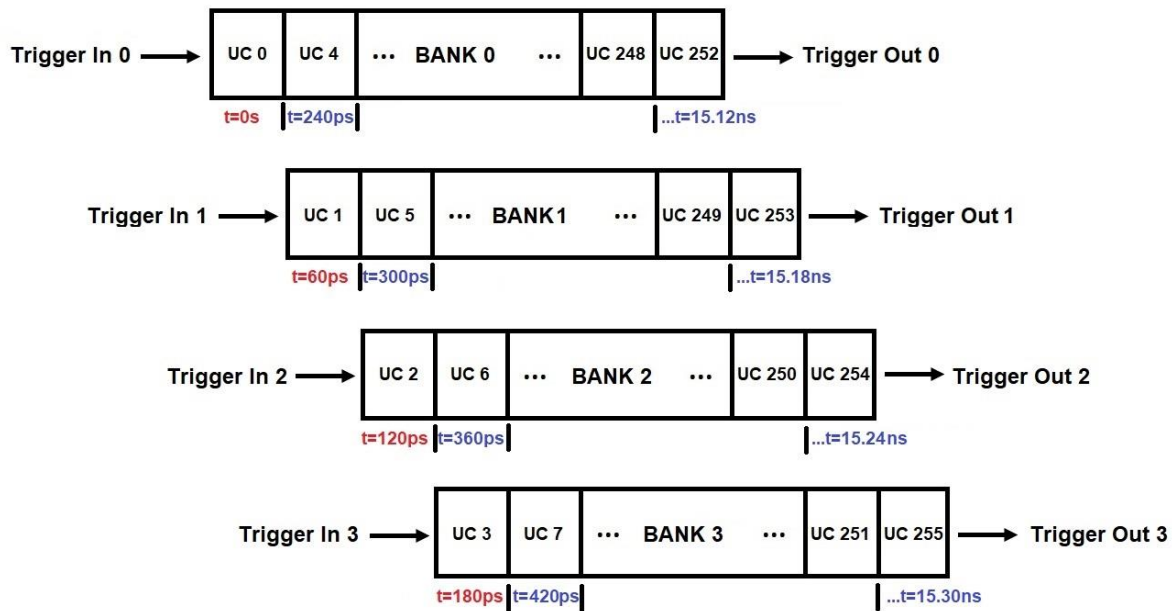 Trigger In 0 UC 0 UC 4 ... BANK 0 ... UC 248 UC 252 Trigger Out 0
t=0s t=240ps ...t=15.12ns
Trigger In 1 UC 1 UC 5 ... BANK1 ... UC 249 UC 253 Trigger Out 1
t=60ps t=300ps ...t=15.18ns
Trigger In 2 UC 2 UC 6 ... BANK 2 ... UC 250 UC 254 Trigger Out 2
t=120ps t=360ps ...t=15.24ns
Trigger In 3 UC 3 UC 7 ... BANK 3 ... UC 251 UC 255 Trigger Out 3
t=180ps t=420ps ...t=15.30ns